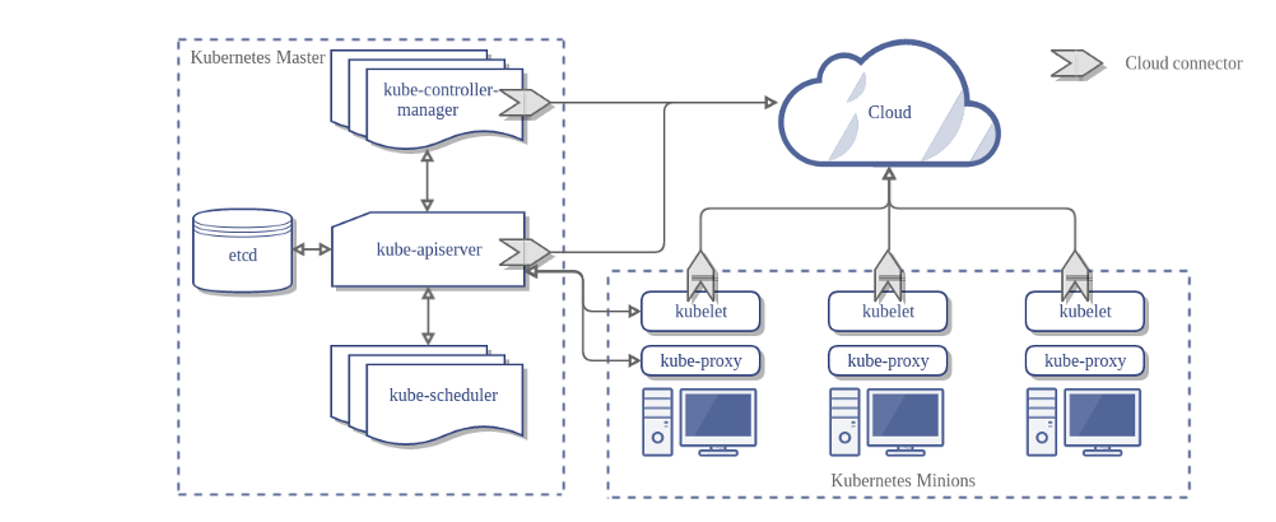 Kubernetes Master
kube-controller-
manager
Cloud
Cloud connector
etcd
kube-apiserver
kube-scheduler
kubelet
kubelet
kubelet
kube-proxy
kube-proxy
kube-proxy
Kubernetes Minions